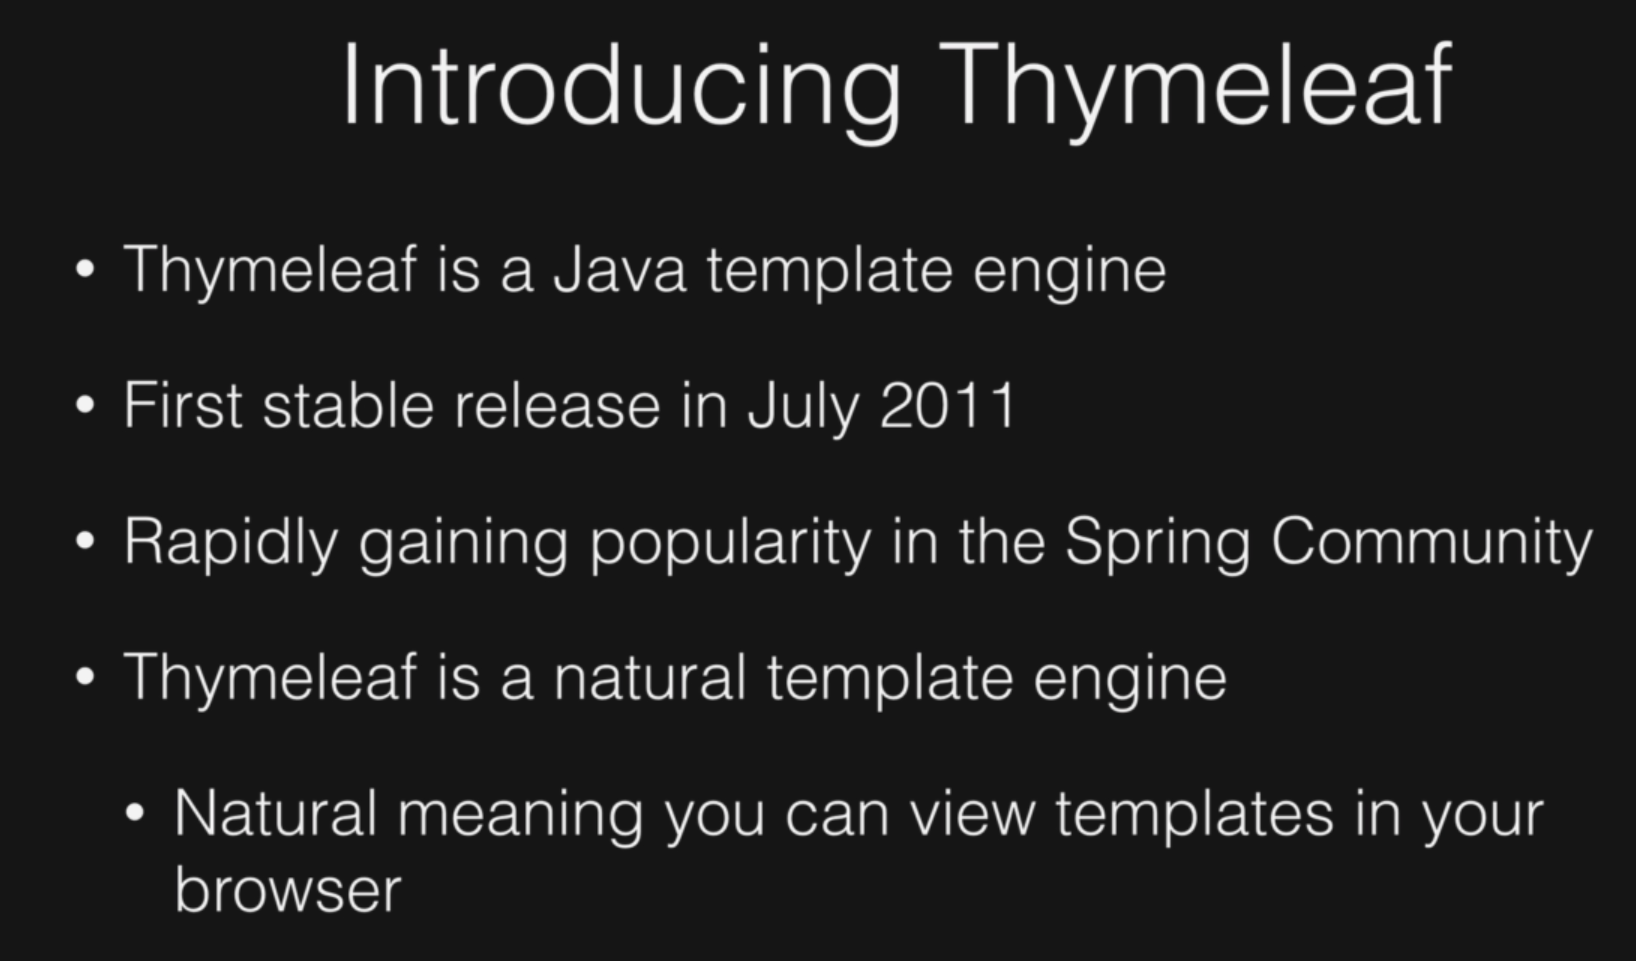 Introducing Thymeleaf
• Thymeleaf is a Java template engine
• First stable release in July 2011
• Rapidly gaining popularity in the Spring Community
• Thymeleaf is a natural template engine
• Natural meaning you can view templates in your
browser